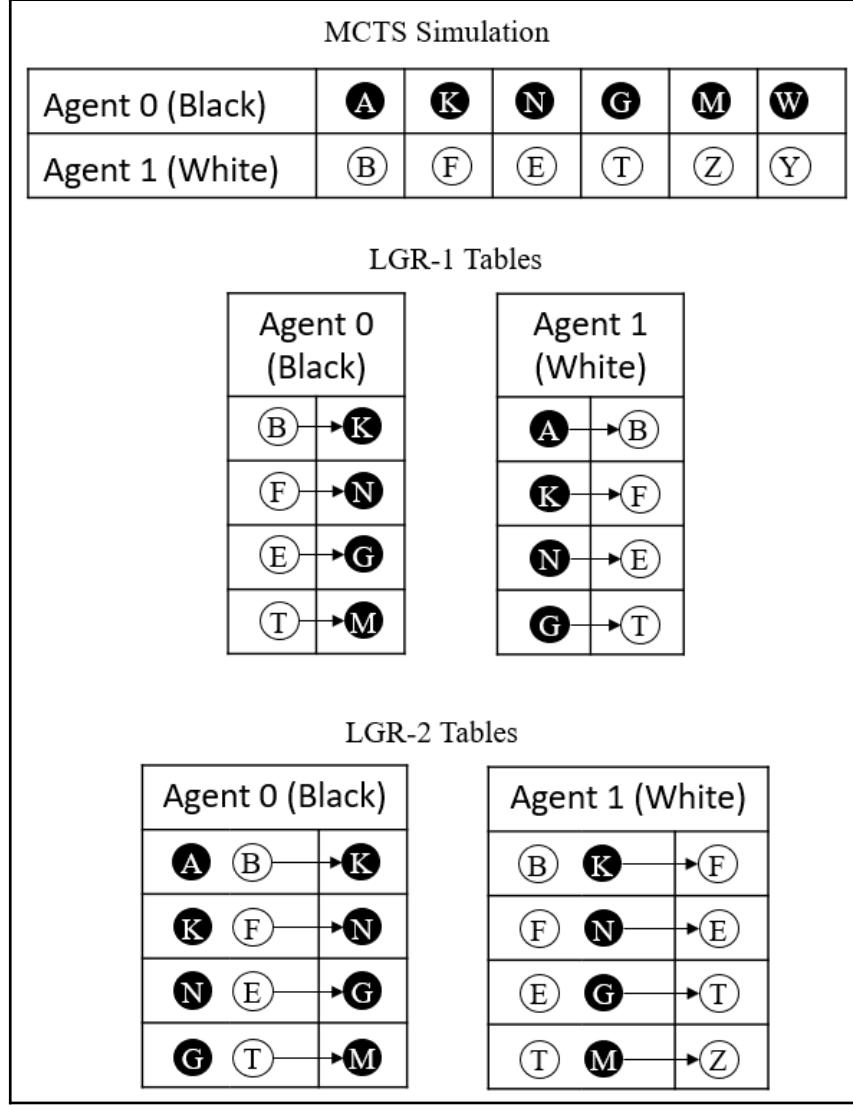 MCTS Simulation
Agent 0 (Black) A K N G M W
Agent 1 (White) B F E T Z Y
LGR-1 Tables
Agent 0 (Black)
B K
F N
E G
T M
Agent 1 (White)
A B
K F
N E
G T
LGR-2 Tables
Agent 0 (Black)
A B K
K F N
N E G
G T M
Agent 1 (White)
B K F
F N E
E G T
T M Z